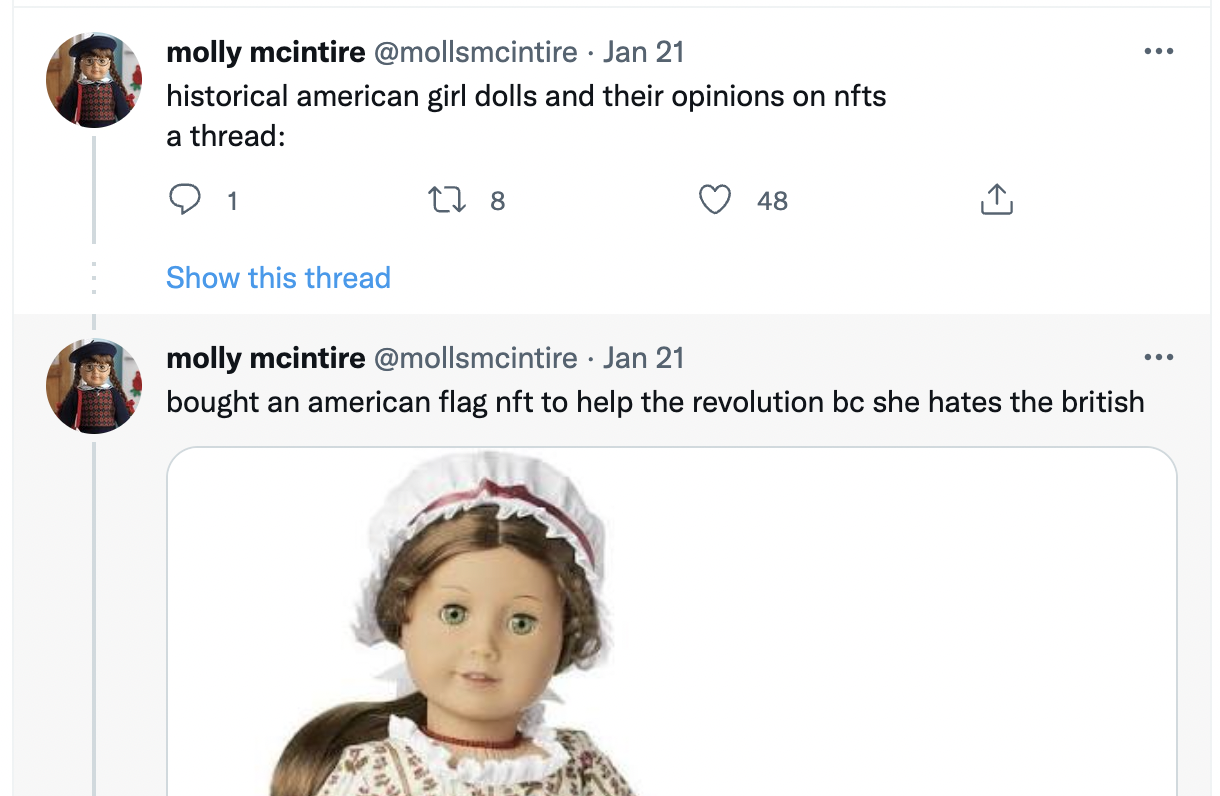 molly mcintire @mollsmcintire · Jan 21
historical american girl dolls and their opinions on nfts
a thread:
1 8 48
Show this thread
molly mcintire @mollsmcintire · Jan 21
bought an american flag nft to help the revolution bc she hates the british